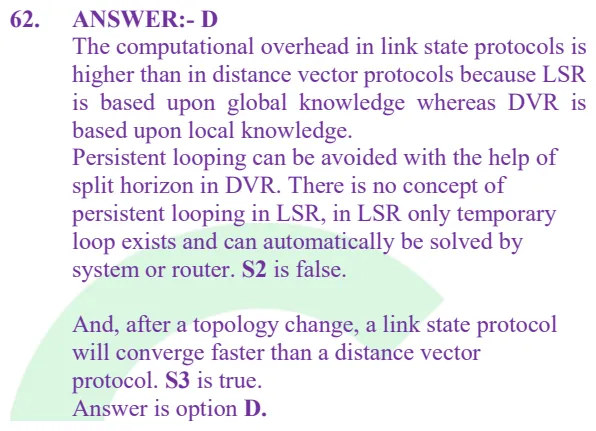 62. ANSWER:- D
The computational overhead in link state protocols is
higher than in distance vector protocols because LSR
is based upon global knowledge whereas DVR is
based upon local knowledge.
Persistent looping can be avoided with the help of
split horizon in DVR. There is no concept of
persistent looping in LSR, in LSR only temporary
loop exists and can automatically be solved by
system or router. S2 is false.
And, after a topology change, a link state protocol
will converge faster than a distance vector
protocol. S3 is true.
Answer is option D.